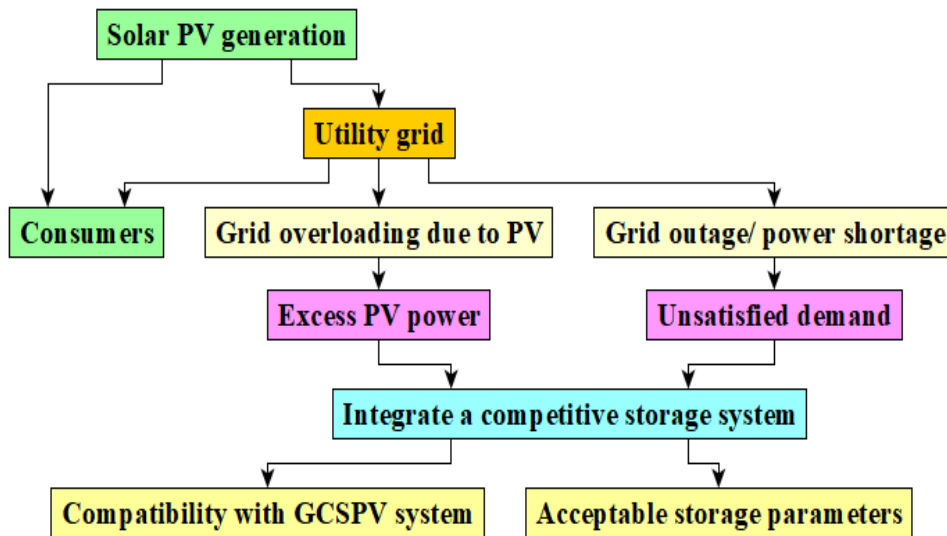 Solar PV generation
Utility grid
Consumers
Grid overloading due to PV
Grid outage/ power shortage
Excess PV power
Unsatisfied demand
Integrate a competitive storage system
Compatibility with GCSPV system
Acceptable storage parameters